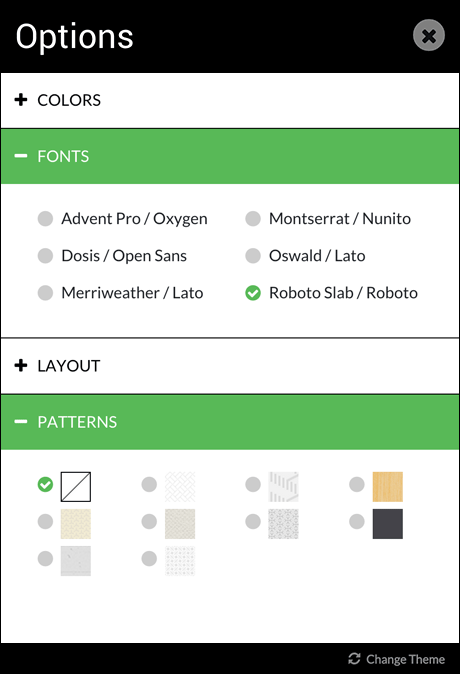 Options
COLORS
FONTS
Advent Pro / Oxygen
Montserrat / Nunito
Dosis / Open Sans
Oswald / Lato
Merriweather / Lato
Roboto Slab / Roboto
LAYOUT
PATTERNS
Change Theme